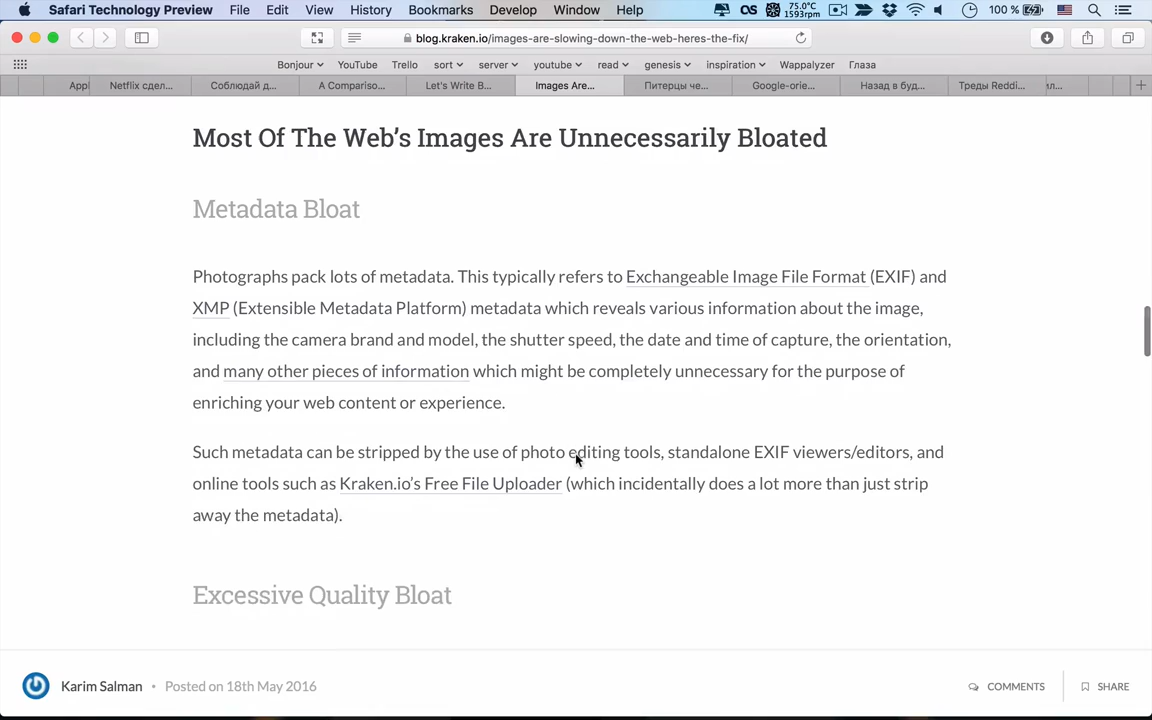 Safari Technology Preview File Edit View History Bookmarks Develop Window Help OS 75.0°C 1593rpm 100 %
blog.kraken.io/images-are-slowing-down-the-web-heres-the-fix/
Bonjour YouTube Trello sort server youtube read genesis inspiration Wappalyzer Глаза
Appl Netflix сдел... Соблюдай д... A Compariso... Let's Write B... Images Are... Питерцы че... Google-orie... Назад в буд... Треды Reddi... ил...
Most Of The Web’s Images Are Unnecessarily Bloated
Metadata Bloat
Photographs pack lots of metadata. This typically refers to Exchangeable Image File Format (EXIF) and
XMP (Extensible Metadata Platform) metadata which reveals various information about the image,
including the camera brand and model, the shutter speed, the date and time of capture, the orientation,
and many other pieces of information which might be completely unnecessary for the purpose of
enriching your web content or experience.
Such metadata can be stripped by the use of photo editing tools, standalone EXIF viewers/editors, and
online tools such as Kraken.io’s Free File Uploader (which incidentally does a lot more than just strip
away the metadata).
Excessive Quality Bloat
Karim Salman • Posted on 18th May 2016 COMMENTS SHARE